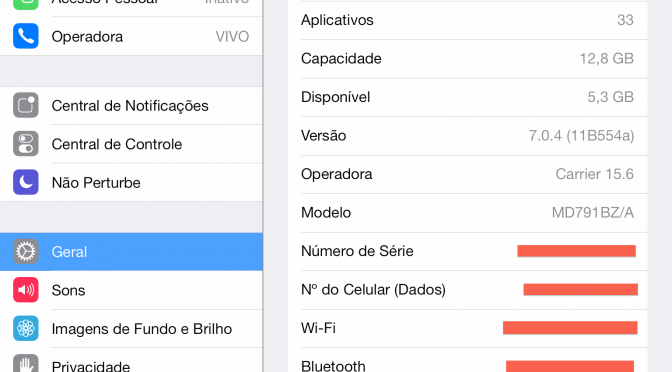 Acesso Pessoal
Inativo
Operadora
VIVO
Central de Notificações
Central de Controle
Não Perturbe
Geral
Sons
Imagens de Fundo e Brilho
Privacidade
Aplicativos
33
Capacidade
12,8 GB
Disponível
5,3 GB
Versão
7.0.4 (11B554a)
Operadora
Carrier 15.6
Modelo
MD791BZ/A
Número de Série
Nº do Celular (Dados)
Wi-Fi
Bluetooth